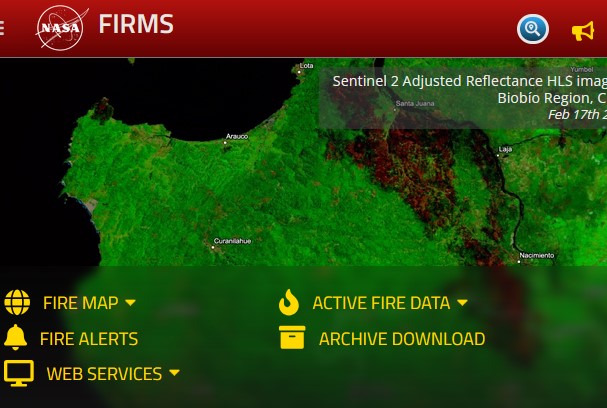 NASA
FIRMS
Lota
Yumbel
Sentinel 2 Adjusted Reflectance HLS imag
Santa Juana
Biobío Region, C
Feb 17th 2
Arauco
Laja
Curanilahue
Nacimiento
FIRE MAP
ACTIVE FIRE DATA
FIRE ALERTS
ARCHIVE DOWNLOAD
WEB SERVICES